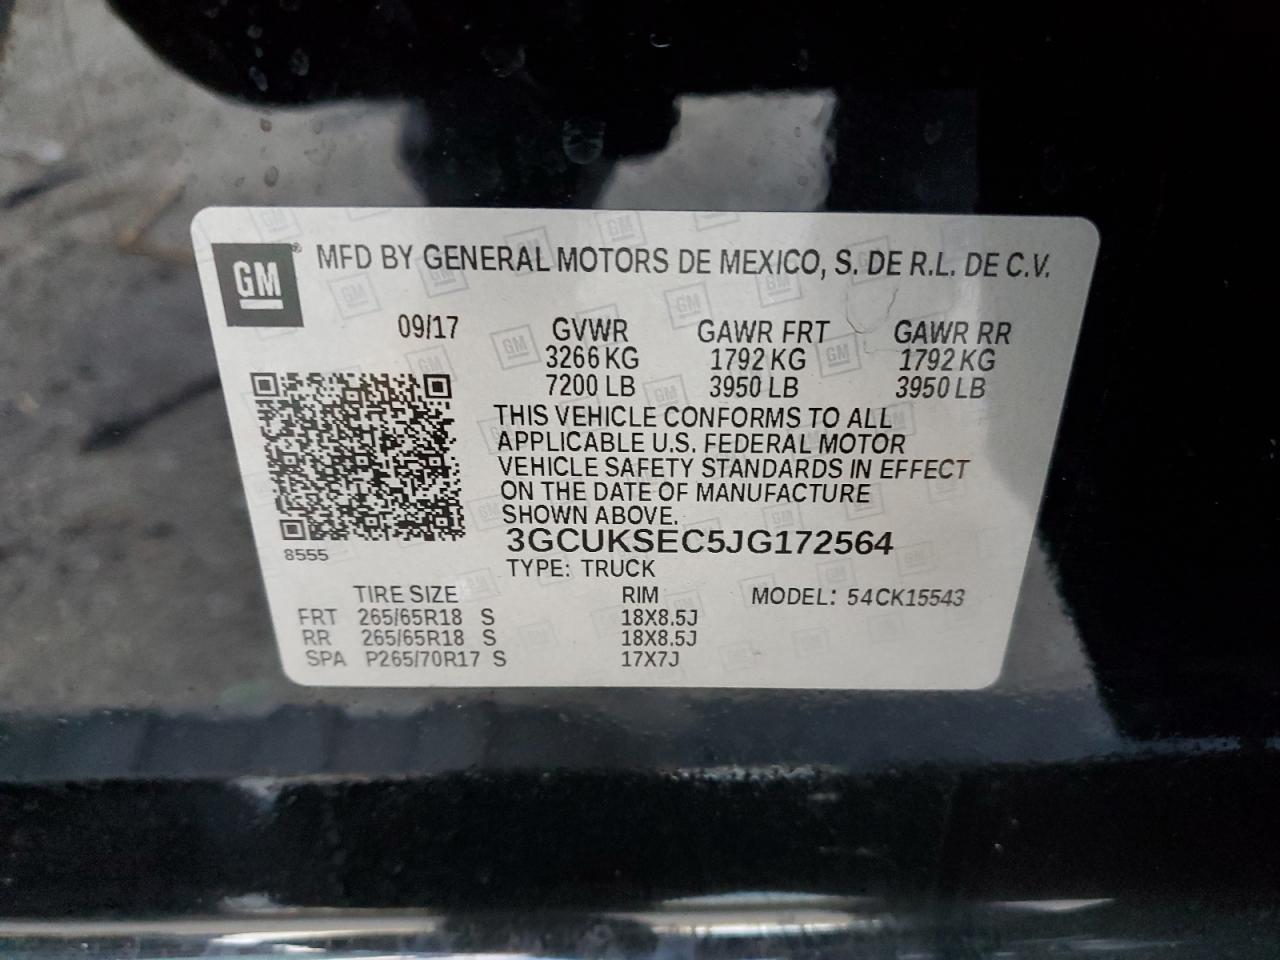 GM
MFD BY GENERAL MOTORS DE MEXICO, S. DE R.L. DE C.V.
09/17 GVWR GAWR FRT GAWR RR
3266 KG 1792 KG 1792 KG
7200 LB 3950 LB 3950 LB
THIS VEHICLE CONFORMS TO ALL
APPLICABLE U.S. FEDERAL MOTOR
VEHICLE SAFETY STANDARDS IN EFFECT
ON THE DATE OF MANUFACTURE
SHOWN ABOVE.
3GCUKSEC5JG172564
8555
TYPE: TRUCK
TIRE SIZE RIM MODEL: 54CK15543
FRT 265/65R18 S 18X8.5J
RR 265/65R18 S 18X8.5J
SPA P265/70R17 S 17X7J